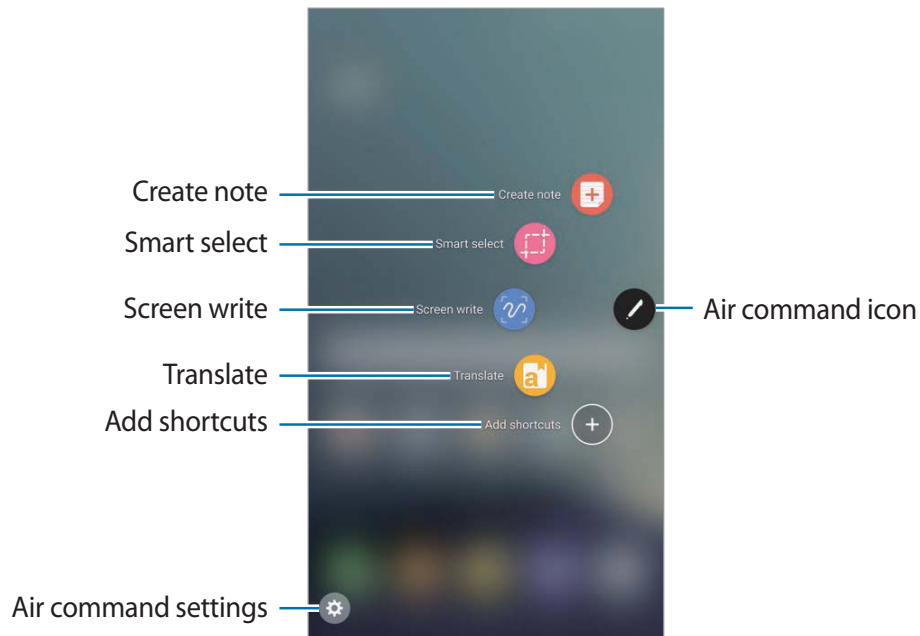 Create note
Create note
Smart select
Smart select
Screen write
Screen write
Air command icon
Translate
Translate
a
Add shortcuts
Add shortcuts
Air command settings